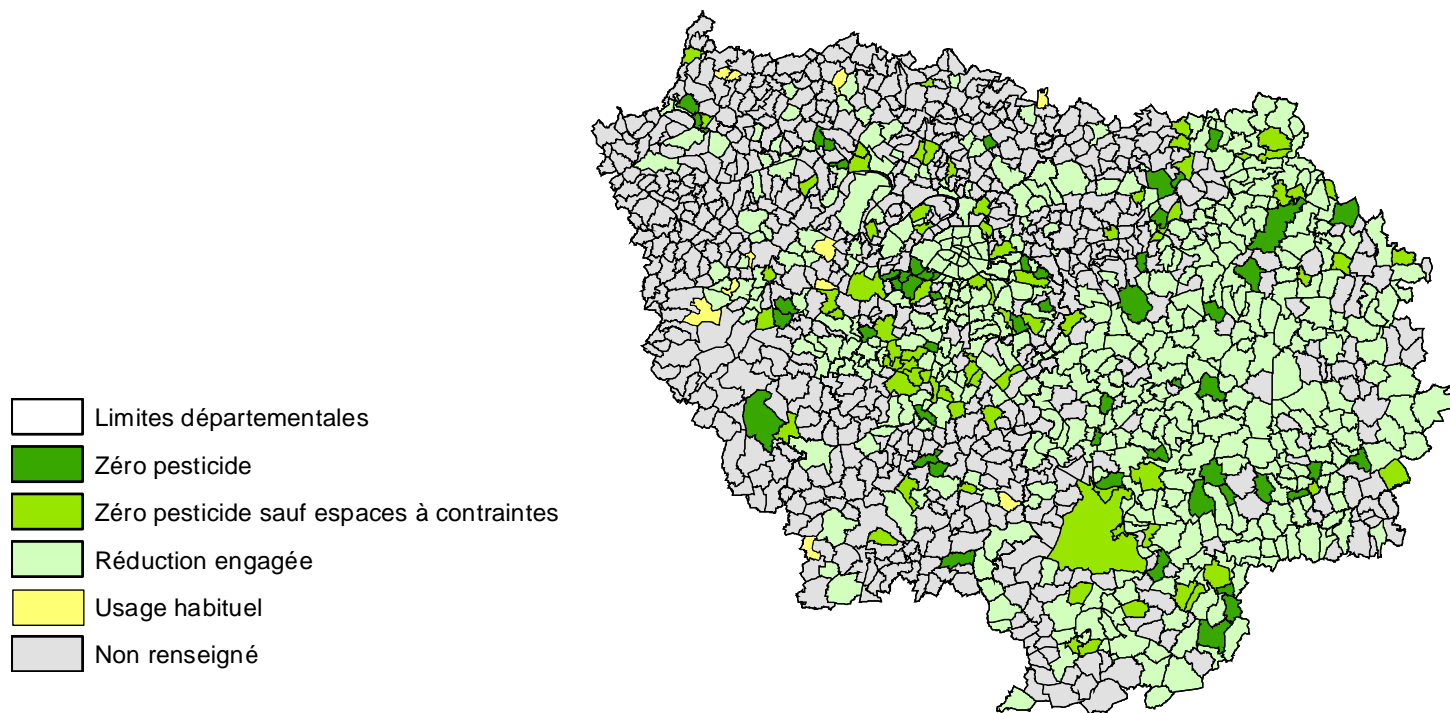 Limites départementales
Zéro pesticide
Zéro pesticide sauf espaces à contraintes
Réduction engagée
Usage habituel
Non renseigné